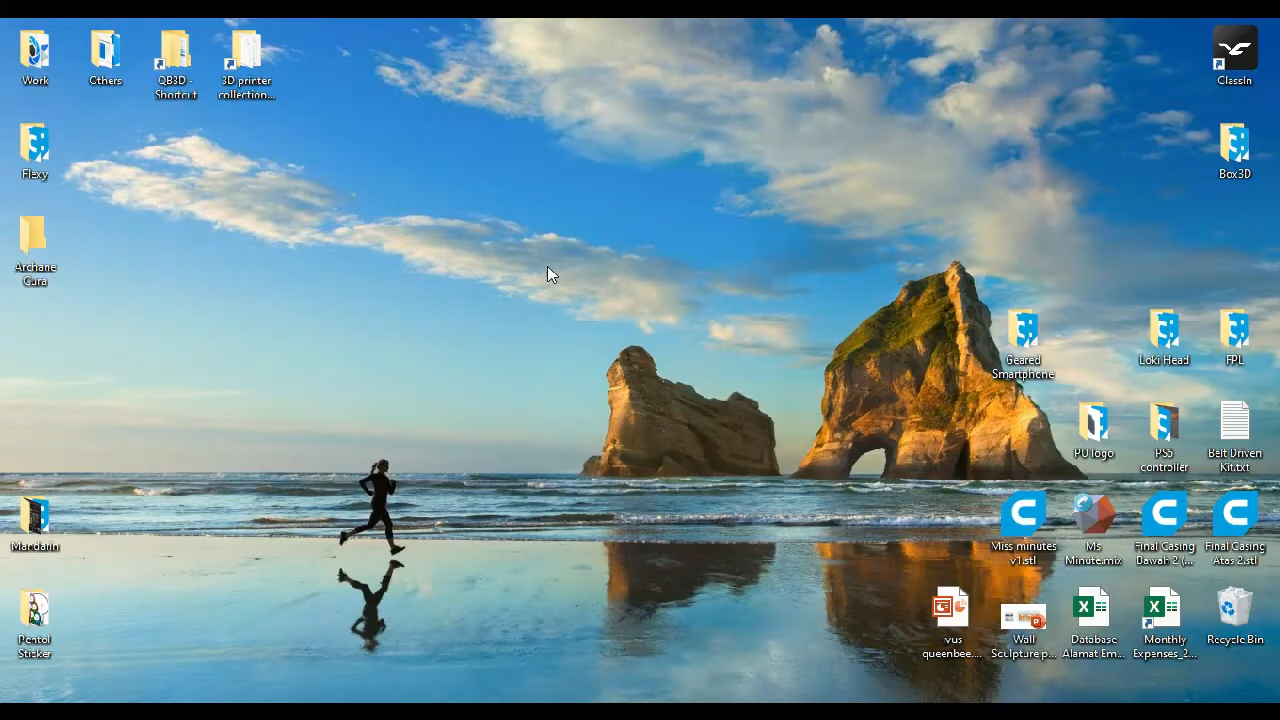 Work
Others
QB3D -
Shortcut
3D printer
collection...
ClassIn
Flexy
Box3D
Archane
Cura
Geared
Smartphone
Loki Head
FPL
PU logo
PS5
controller
Belt Driven
Kit.txt
Mandarin
Miss minutes
v1.stl
Ms
Minute.mix
Final Casing
Bawah 2 (...
Final Casing
Atas 2.stl
Pentol
Sticker
ivus
queenbee....
Wall
Sculpture p...
Database
Alamat Em...
Monthly
Expenses_2...
Recycle Bin